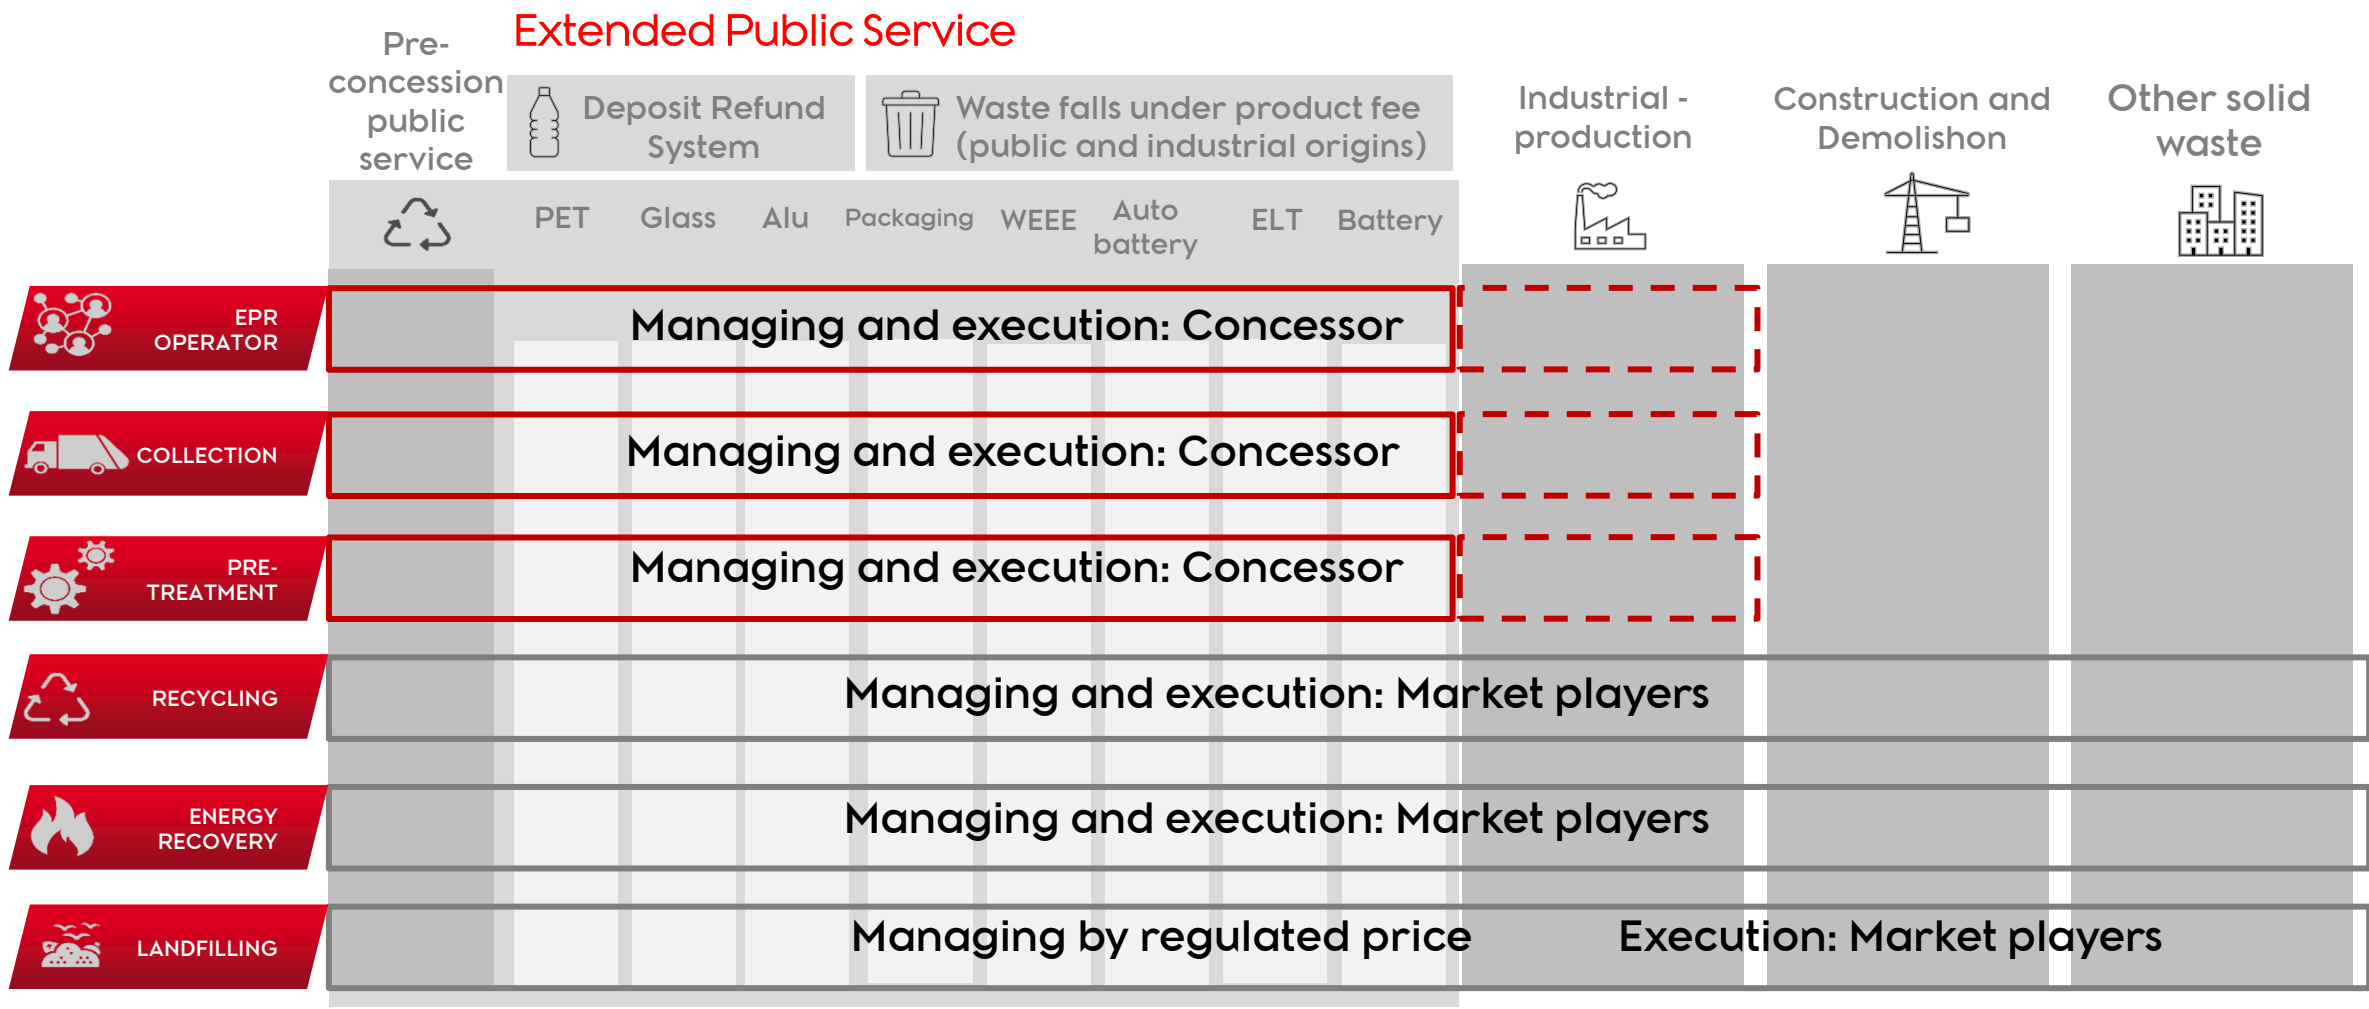 Extended Public Service
Pre-
concession
public
service
Deposit Refund
System
Waste falls under product fee
(public and industrial origins)
Industrial -
production
Construction and
Demolishon
Other solid
waste
PET
Glass
Alu
Packaging
WEEE
Auto
battery
ELT
Battery
EPR
OPERATOR
Managing and execution: Concessor
COLLECTION
Managing and execution: Concessor
PRE-
TREATMENT
Managing and execution: Concessor
RECYCLING
Managing and execution: Market players
ENERGY
RECOVERY
Managing and execution: Market players
LANDFILLING
Managing by regulated price
Execution: Market players